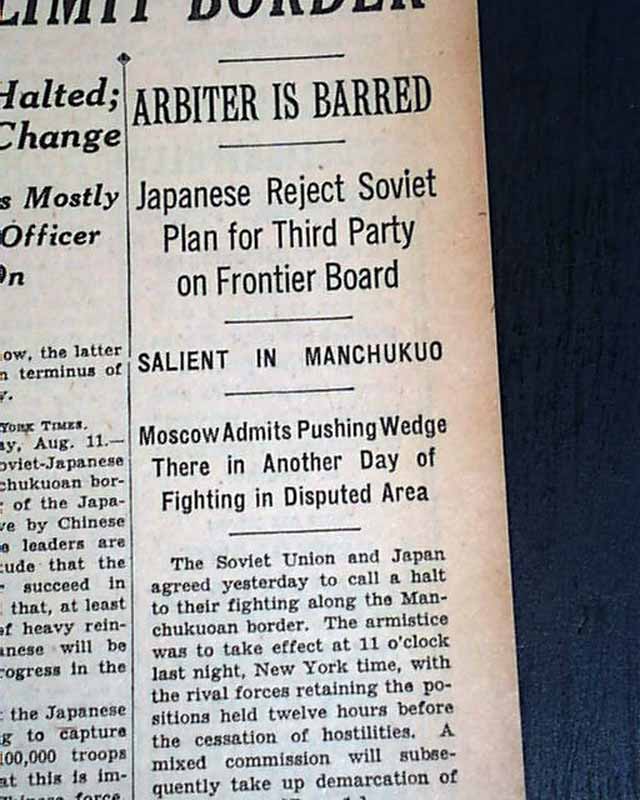 LIMIT BORDER
Halted;
Change
s Mostly
Officer
On
ow, the latter
n terminus of
y.
YORK TIMES.
ay, Aug. 11.—
oviet-Japanese
chukuoan bor-
of the Japa-
ve by Chinese
e leaders are
tude that the
succeed in
that, at least
of heavy rein-
anese will be
rogress in the
the Japanese
g to capture
100,000 troops
at this is im-
force
ARBITER IS BARRED
Japanese Reject Soviet
Plan for Third Party
on Frontier Board
SALIENT IN MANCHUKUO
Moscow Admits Pushing Wedge
There in Another Day of
Fighting in Disputed Area
The Soviet Union and Japan
agreed yesterday to call a halt
to their fighting along the Man-
chukuoan border. The armistice
was to take effect at 11 o'clock
last night, New York time, with
the rival forces retaining the po-
sitions held twelve hours before
the cessation of hostilities. A
mixed commission will subse-
quently take up demarcation of